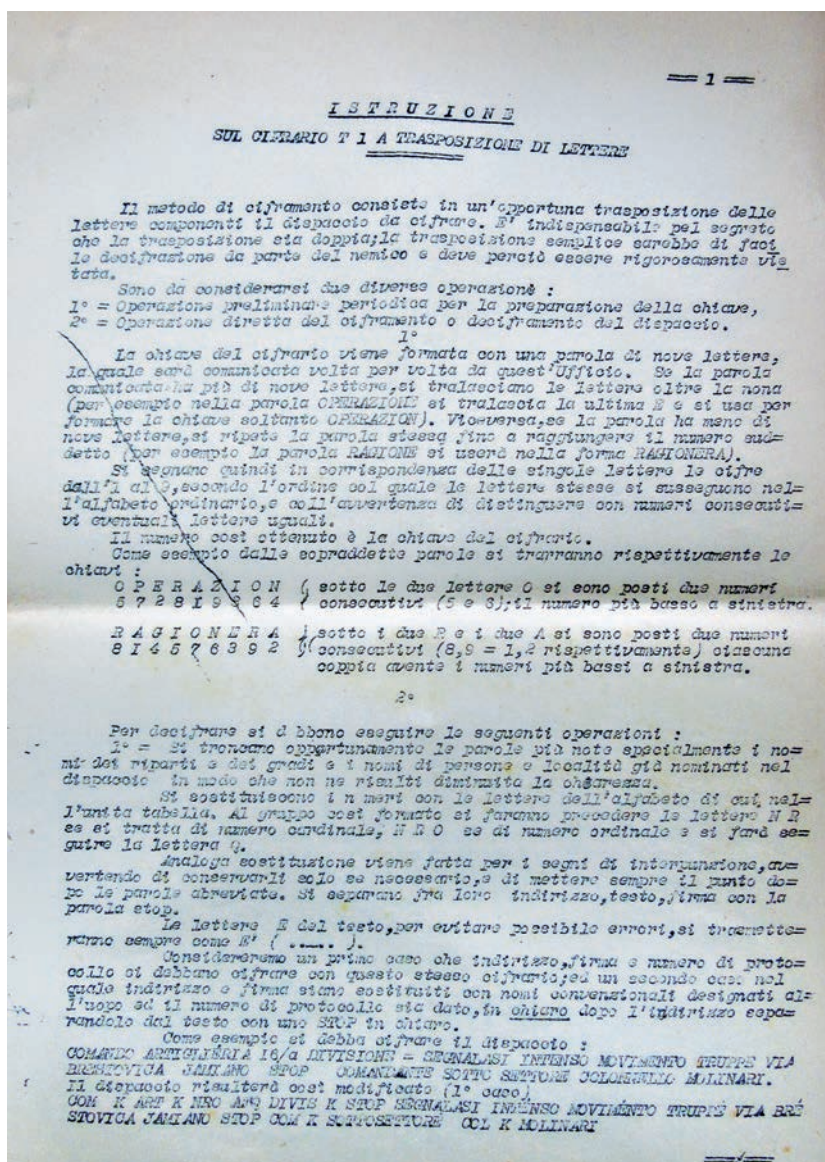 == 1 ==
I S T R U Z I O N E
SUL CIFRARIO T 1 A TRASPOSIZIONE DI LETTERE
Il metodo di ciframento consiste in un'opportuna trasposizione delle
lettere componenti il dispaccio da cifrare. E' indispensabile pel segreto
che la trasposizione sia doppia;la trasposizione semplice sarebbe di faci
le decifrazione da parte del nemico e deve perciò essere rigorosamente vie
tata.
Sono da considerarsi due diverse operazioni :
1° = Operazione preliminare periodica per la preparazione della chiave,
2° = Operazione diretta del ciframento o deciframento del dispaccio.
1°
La chiave del cifrario viene formata con una parola di nove lettere,
la quale sarà comunicata volta per volta da quest'Ufficio. Se la parola
comunicata ha più di nove lettere,si tralasciano le lettere oltre la nona
(per esempio nella parola OPERAZIONE si tralascia la ultima E e si usa per
formare la chiave soltanto OPERAZION). Viceversa,se la parola ha meno di
nove lettere,si ripete la parola stessa fino a raggiungere il numero sud=
detto (per esempio la parola RAGIONE si userà nella forma RAGIONERA).
Si segnano quindi in corrispondenza delle singole lettere le cifre
dall'1 al 9,secondo l'ordine col quale le lettere stesse si susseguono nel=
l'alfabeto ordinario,e coll'avvertenza di distinguere con numeri consecuti=
vi eventuali lettere uguali.
Il numero così ottenuto è la chiave del cifrario.
Come esempio dalle sopraddette parole si trarranno rispettivamente le
chiavi :
O P E R A Z I O N ( sotto le due lettere O si sono posti due numeri
5 7 2 8 1 9 3 6 4 ( consecutivi (5 e 6);il numero più basso a sinistra.
R A G I O N E R A ( sotto i due R e i due A si sono posti due numeri
8 1 4 5 7 6 3 9 2 ( consecutivi (8,9 = 1,2 rispettivamente) ciascuna
coppia avente i numeri più bassi a sinistra.
2°
Per decifrare si d bbono eseguire le seguenti operazioni :
1° = Si troncano opportunamente le parole più note specialmente i no=
mi dei riparti e dei gradi e i nomi di persone e località già nominati nel
dispaccio in modo che non ne risulti diminuita la chiarezza.
Si sostituiscono i n meri con le lettere dell'alfabeto di cui nel=
l'unita tabella. Al gruppo così formato si faranno precedere le lettere N R
se si tratta di numero cardinale, N R O se di numero ordinale e si farà se=
guire la lettera Q.
Analoga sostituzione viene fatta per i segni di interpunzione,av=
vertendo di conservarli solo se necessario,e di mettere sempre il punto do=
po le parole abreviate. Si separano fra loro indirizzo,testo,firma con la
parola stop.
Le lettere E del testo,per evitare possibile errori,si trasmette=
ranno sempre come E' ( ..... ).
Considereremo un primo caso che indirizzo,firma e numero di proto=
collo si debbano cifrare con questo stesso cifrario;ed un secondo caso nel
quale indirizzo e firma siano sostituiti con nomi convenzionali designati al=
l'uopo ed il numero di protocollo sia dato,in chiaro dopo l'indirizzo sepa=
randolo dal testo con uno STOP in chiaro.
Come esempio si debba cifrare il dispaccio :
COMANDO ARTIGLIERIA 16/a DIVISIONE = SEGNALASI INTENSO MOVIMENTO TRUPPE VIA
BRESTOVICA JAMIANO STOP COMANDANTE SOTTO SETTORE COLONNELLO MOLINARI.
Il dispaccio risulterà così modificato (1° caso)
COM K ART K NRO AFQ DIVIS K STOP SEGNALASI INTENSO MOVIMÉNTO TRUPPÉ VIA BRÉ
STOVICA JAMIANO STOP COM K SOTTOSETTORE COL K MOLINARI